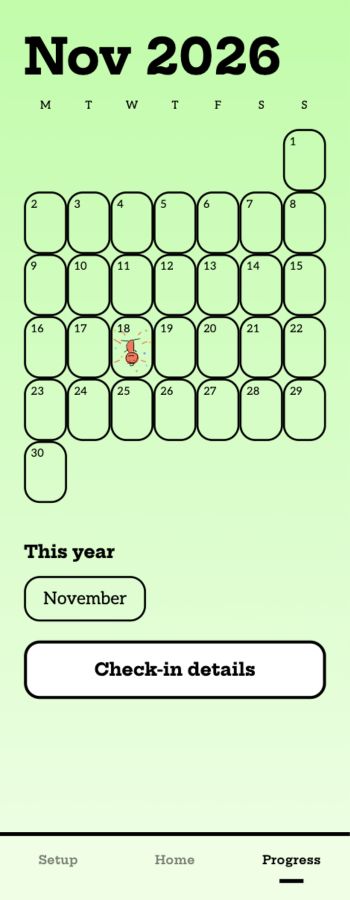 Nov 2026
M T W T F S S
1
2 3 4 5 6 7 8
9 10 11 12 13 14 15
16 17 18 19 20 21 22
23 24 25 26 27 28 29
30
This year
November
Check-in details
Setup Home Progress